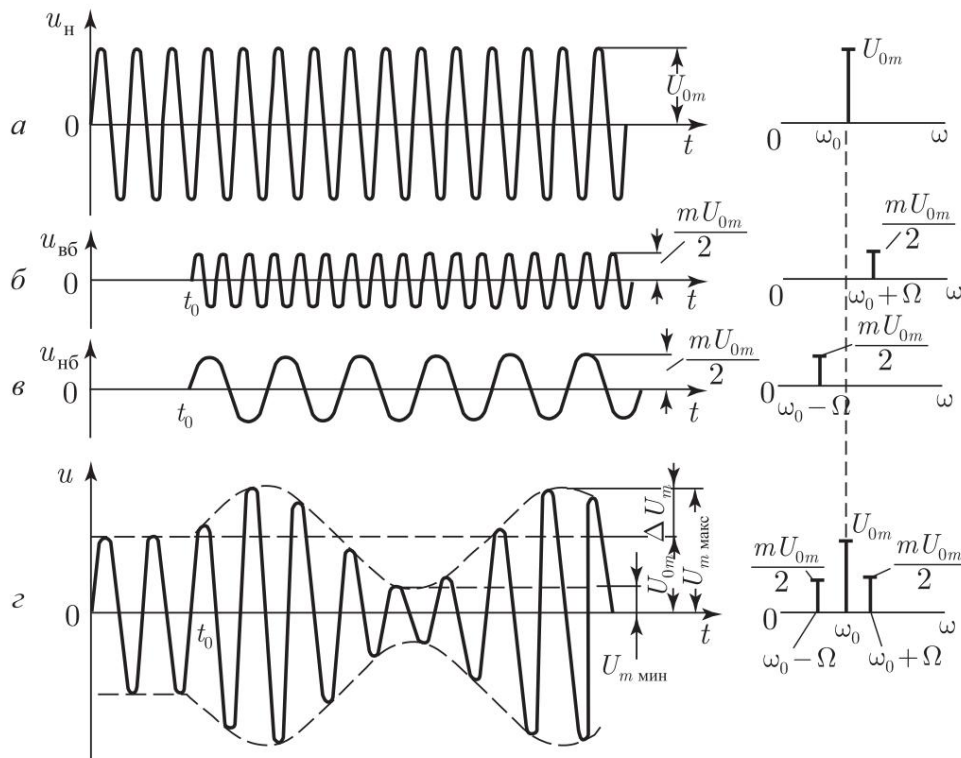 u_н
U_0m
U_0m
а
0
t
0
ω_0
ω
u_вб
mU_0m/2
mU_0m/2
б
0
t_0
t
0
ω_0 + Ω
ω
u_нб
mU_0m/2
mU_0m/2
в
0
t_0
t
0
ω_0 − Ω
ω
u
ΔU_m
U_0m
U_m макс
U_m мин
U_0m
mU_0m/2
mU_0m/2
г
0
t_0
t
0
ω_0
ω
ω_0 − Ω
ω_0 + Ω